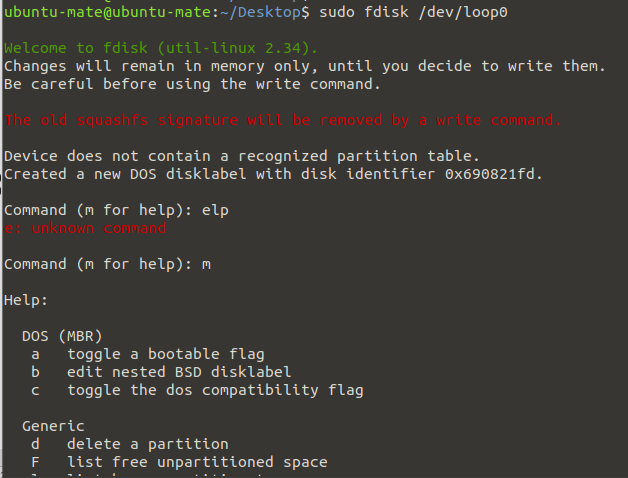 ubuntu-mate@ubuntu-mate:~/Desktop$ sudo fdisk /dev/loop0
Welcome to fdisk (util-linux 2.34).
Changes will remain in memory only, until you decide to write them.
Be careful before using the write command.
The old squashfs signature will be removed by a write command.
Device does not contain a recognized partition table.
Created a new DOS disklabel with disk identifier 0x690821fd.
Command (m for help): elp
e: unknown command
Command (m for help): m
Help:
DOS (MBR)
a   toggle a bootable flag
b   edit nested BSD disklabel
c   toggle the dos compatibility flag
Generic
d   delete a partition
F   list free unpartitioned space